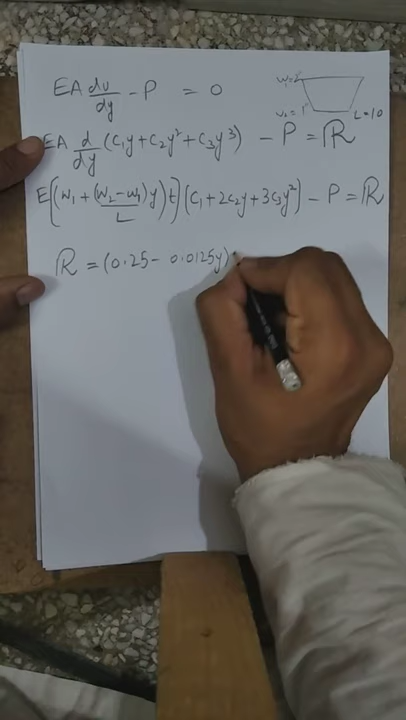 EA du/dy - P = 0
w₁=2"
w₂ = 1"
L=10
EA d/dy (C₁y + C₂y² + C₃y³) - P = R
E[(w₁ + (w₂-w₁)/L y) t] (C₁ + 2C₂y + 3C₃y²) - P = R
R = (0.25 - 0.0125y)